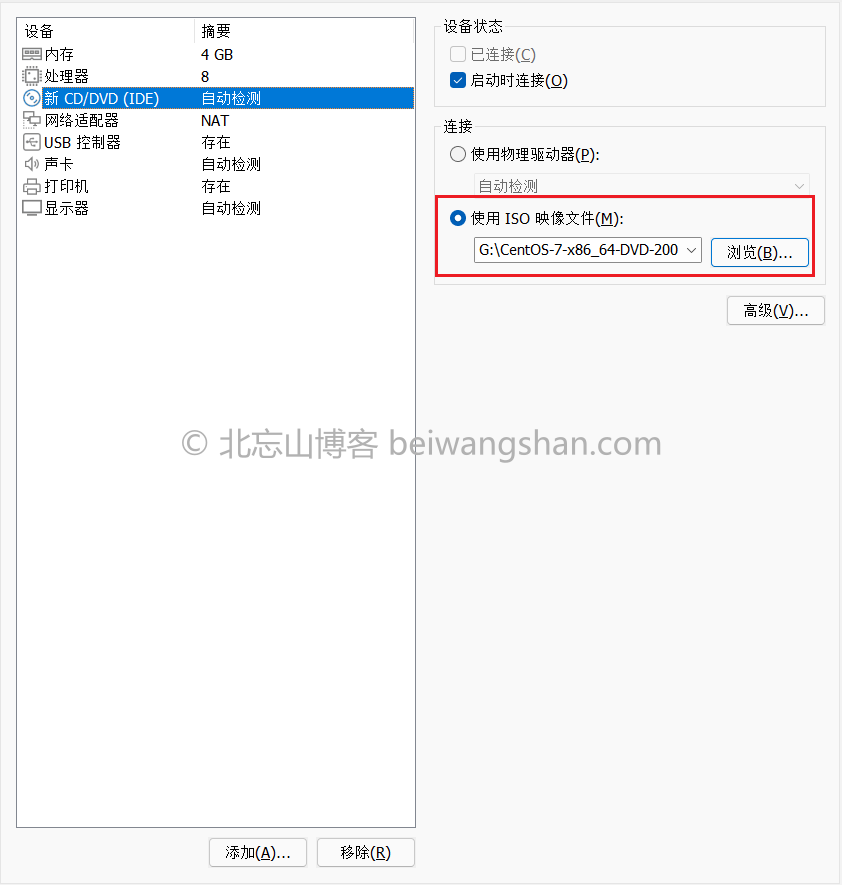 设备 摘要
内存 4 GB
处理器 8
新 CD/DVD (IDE) 自动检测
网络适配器 NAT
USB 控制器 存在
声卡 自动检测
打印机 存在
显示器 自动检测
添加(A)... 移除(R)
设备状态
已连接(C)
启动时连接(O)
连接
使用物理驱动器(P):
自动检测
使用 ISO 映像文件(M):
G:\CentOS-7-x86_64-DVD-200 浏览(B)...
高级(V)...
© 北忘山博客 beiwangshan.com